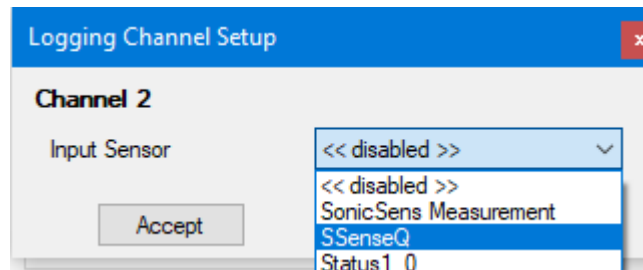 Logging Channel Setup
x
Channel 2
Input Sensor
<< disabled >>
<< disabled >>
SonicSens Measurement
SSenseQ
Status1_0
Accept